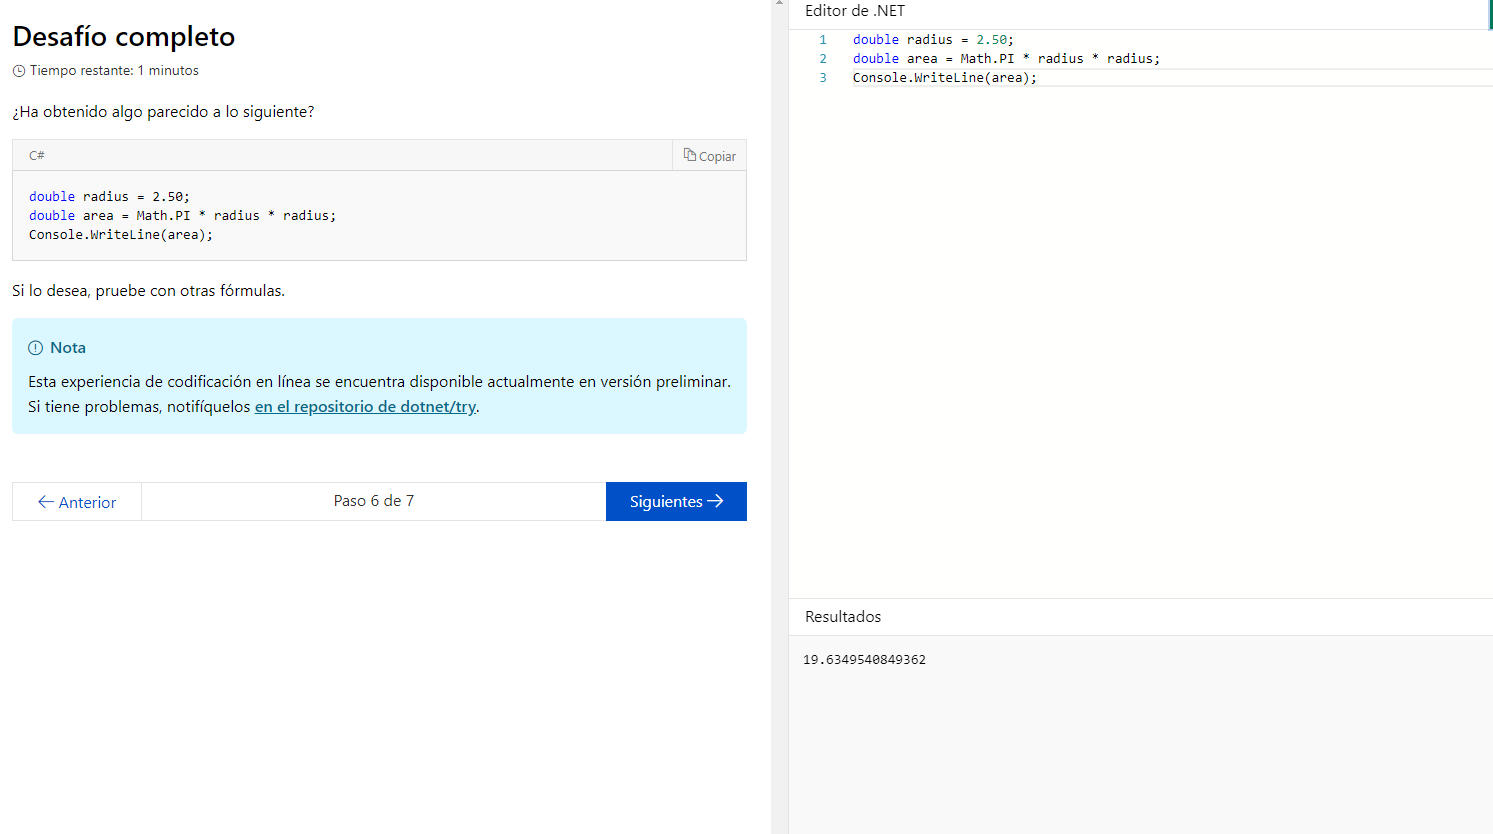 Desafío completo
Tiempo restante: 1 minutos
¿Ha obtenido algo parecido a lo siguiente?
C#
Copiar
double radius = 2.50;
double area = Math.PI * radius * radius;
Console.WriteLine(area);
Si lo desea, pruebe con otras fórmulas.
Nota
Esta experiencia de codificación en línea se encuentra disponible actualmente en versión preliminar.
Si tiene problemas, notifíquelos en el repositorio de dotnet/try.
← Anterior
Paso 6 de 7
Siguientes →
Editor de .NET
1 double radius = 2.50;
2 double area = Math.PI * radius * radius;
3 Console.WriteLine(area);
Resultados
19.6349540849362